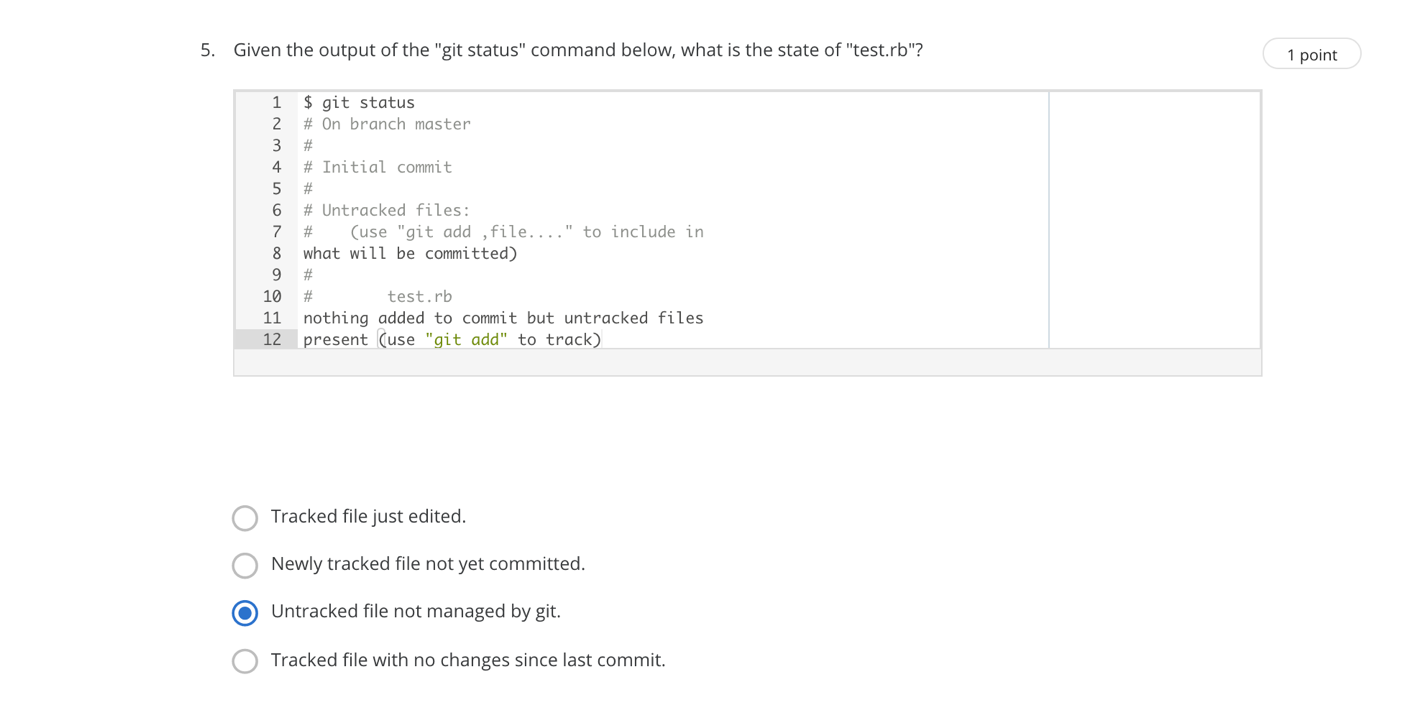 5. Given the output of the "git status" command below, what is the state of "test.rb"?
1 point
1 $ git status
2 # On branch master
3 #
4 # Initial commit
5 #
6 # Untracked files:
7 #    (use "git add ,file...." to include in
8 what will be committed)
9 #
10 #        test.rb
11 nothing added to commit but untracked files
12 present (use "git add" to track)
Tracked file just edited.
Newly tracked file not yet committed.
Untracked file not managed by git.
Tracked file with no changes since last commit.